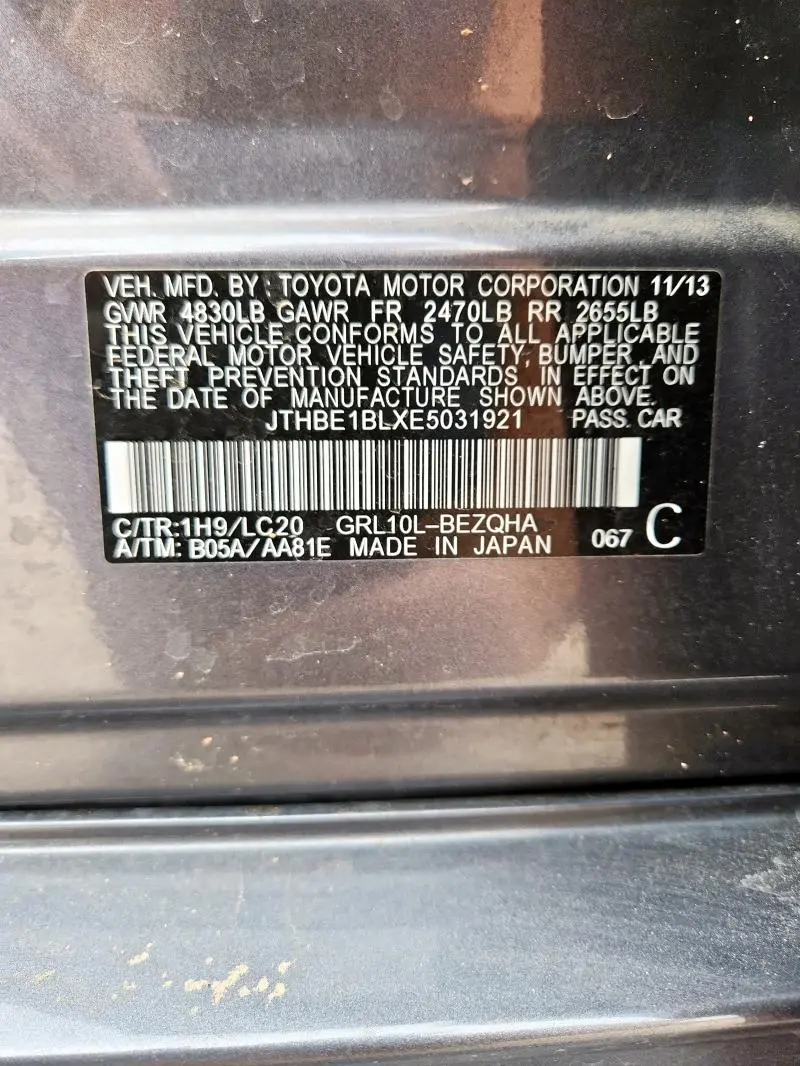 VEH. MFD. BY : TOYOTA MOTOR CORPORATION 11/13
GVWR 4830LB GAWR FR 2470LB RR 2655LB
THIS VEHICLE CONFORMS TO ALL APPLICABLE
FEDERAL MOTOR VEHICLE SAFETY, BUMPER, AND
THEFT PREVENTION STANDARDS IN EFFECT ON
THE DATE OF MANUFACTURE SHOWN ABOVE.
JTHBE1BLXE5031921 PASS. CAR
C/TR:1H9/LC20 GRL10L-BEZQHA
A/TM: B05A/AA81E MADE IN JAPAN 067 C